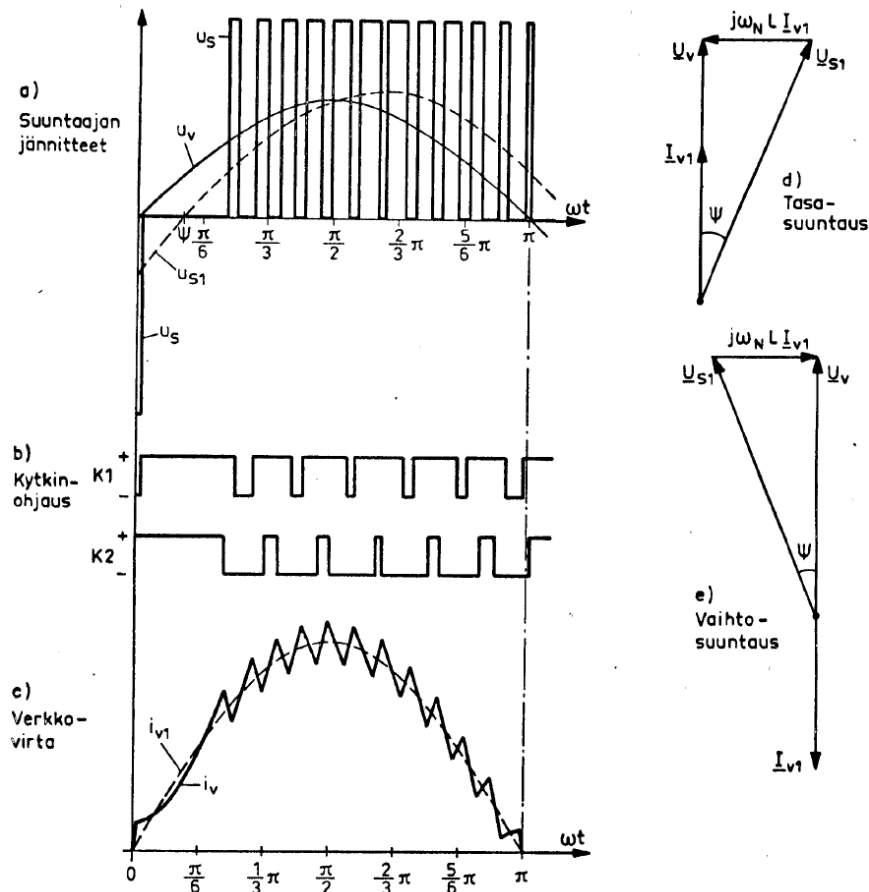 a)
Suuntaajan
jännitteet
u_S
u_v
ψ
π/6
π/3
π/2
2/3 π
5/6 π
π
ωt
u_S1
u_S
b)
Kytkin-
ohjaus
K1
+
-
K2
+
-
c)
Verkko-
virta
i_v1
i_v
0
π/6
1/3 π
π/2
2/3 π
5/6 π
π
ωt
jω_N L I_v1
U_v
U_S1
I_v1
ψ
d)
Tasa-
suuntaus
jω_N L I_v1
U_S1
U_v
ψ
e)
Vaihto-
suuntaus
I_v1